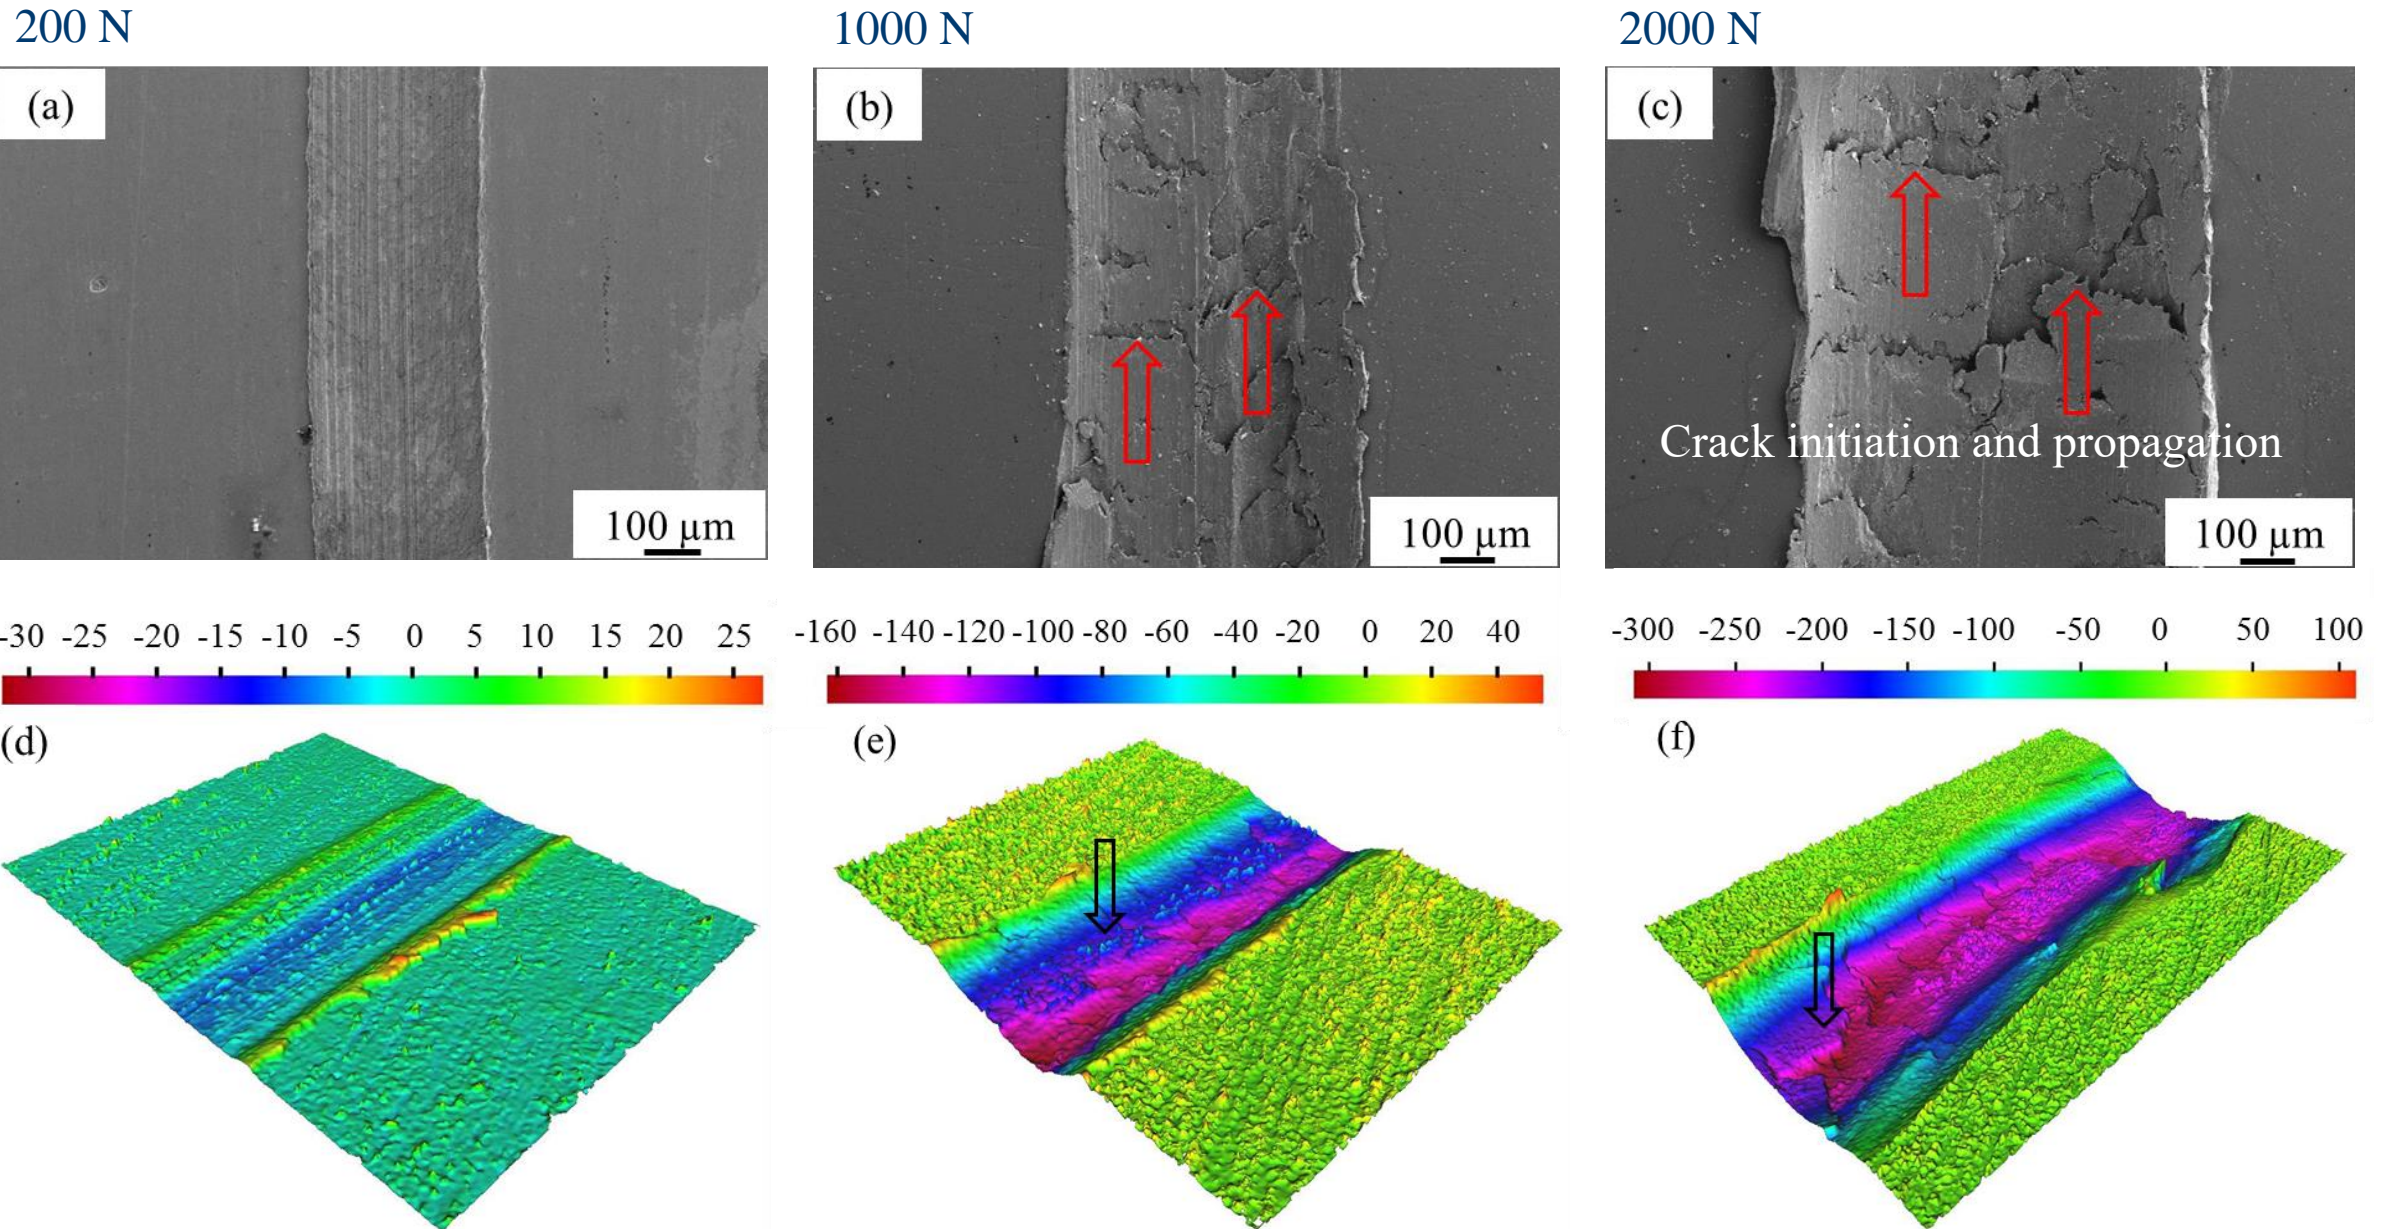 200 N 1000 N 2000 N
(a) (b) (c)
Crack initiation and propagation
100 µm 100 µm 100 µm
-30 -25 -20 -15 -10 -5 0 5 10 15 20 25
-160 -140 -120 -100 -80 -60 -40 -20 0 20 40
-300 -250 -200 -150 -100 -50 0 50 100
(d) (e) (f)